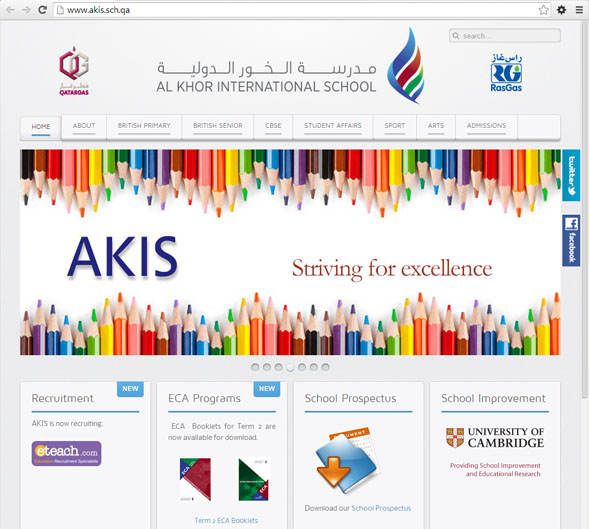 www.akis.sch.qa
search...
QATARGAS
مدرسة الخور الدولية
AL KHOR INTERNATIONAL SCHOOL
راس غاز
RG
RasGas
HOME
ABOUT
BRITISH PRIMARY
BRITISH SENIOR
CBSE
STUDENT AFFAIRS
SPORT
ARTS
ADMISSIONS
twitter
facebook
AKIS
Striving for excellence
NEW
Recruitment
AKIS is now recruiting.
eteach.com
Education Recruitment Specialists
NEW
ECA Programs
ECA Booklets for Term 2 are
now available for download.
ECA
ECA
Term 2 ECA Booklets
School Prospectus
DOCUMENT
Download our School Prospectus
School Improvement
UNIVERSITY OF
CAMBRIDGE
Providing School Improvement
and Educational Research